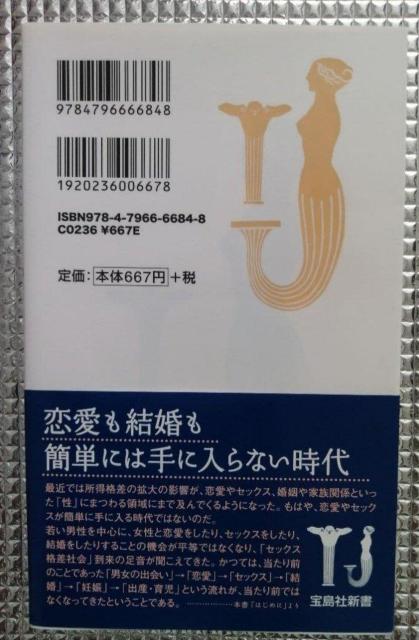 9784796666848
1920236006678
ISBN978-4-7966-6684-8
C0236 ¥667E
定価：本体667円+税
恋愛も結婚も
簡単には手に入らない時代
最近では所得格差の拡大の影響が、恋愛やセックス、婚姻や家族関係といっ
た「性」にまつわる領域にまで及んでくるようになった。もはや、恋愛やセック
スが簡単に手に入る時代ではないのだ。
若い男性を中心に、女性と恋愛をしたり、セックスをしたり、
結婚をしたりすることの機会が平等ではなくなり、「セックス
格差社会」到来の足音が聞こえてきた。かつては、当たり前
のことであった「男女の出会い」→「恋愛」→「セックス」→「結
婚」→「妊娠」→「出産・育児」という流れが、当たり前では
なくなってきたということである。 ………………本書「はじめに」より
宝島社新書